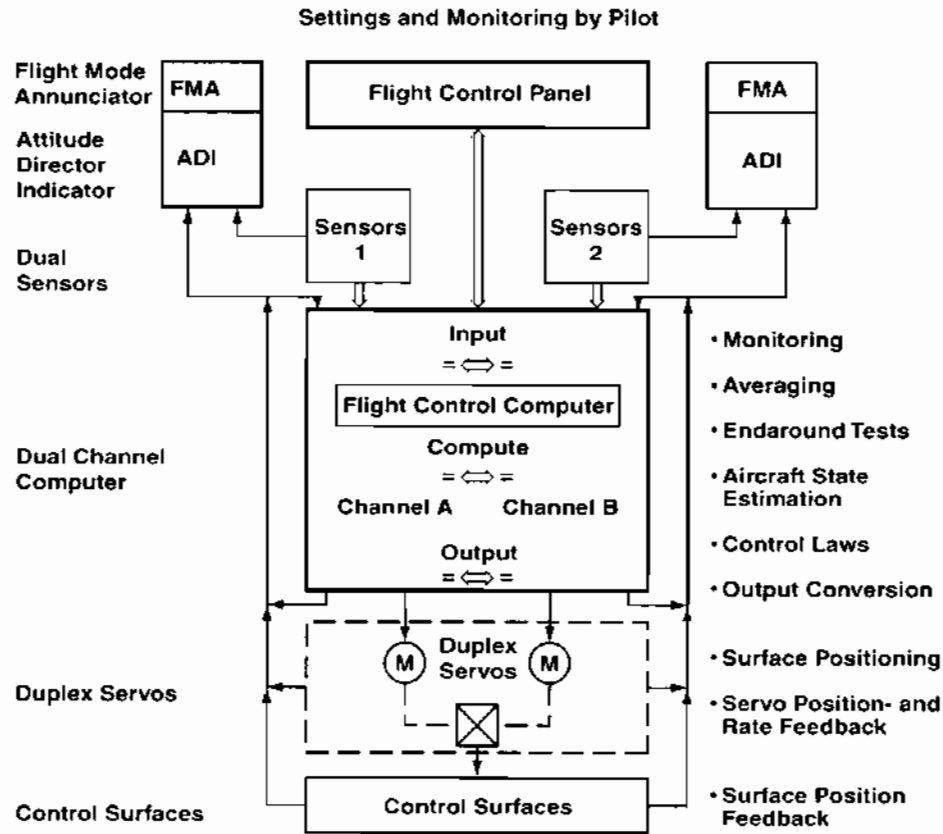 Settings and Monitoring by Pilot
Flight Mode
Annunciator
FMA
Flight Control Panel
FMA
Attitude
Director
Indicator
ADI
ADI
Sensors
1
Sensors
2
Dual
Sensors
Input
= ⇔ =
Flight Control Computer
Compute
= ⇔ =
Channel A
Channel B
Output
= ⇔ =
Dual Channel
Computer
• Monitoring
• Averaging
• Endaround Tests
• Aircraft State
Estimation
• Control Laws
• Output Conversion
Duplex Servos
M
Duplex
Servos
M
• Surface Positioning
• Servo Position- and
Rate Feedback
Control Surfaces
Control Surfaces
• Surface Position
Feedback